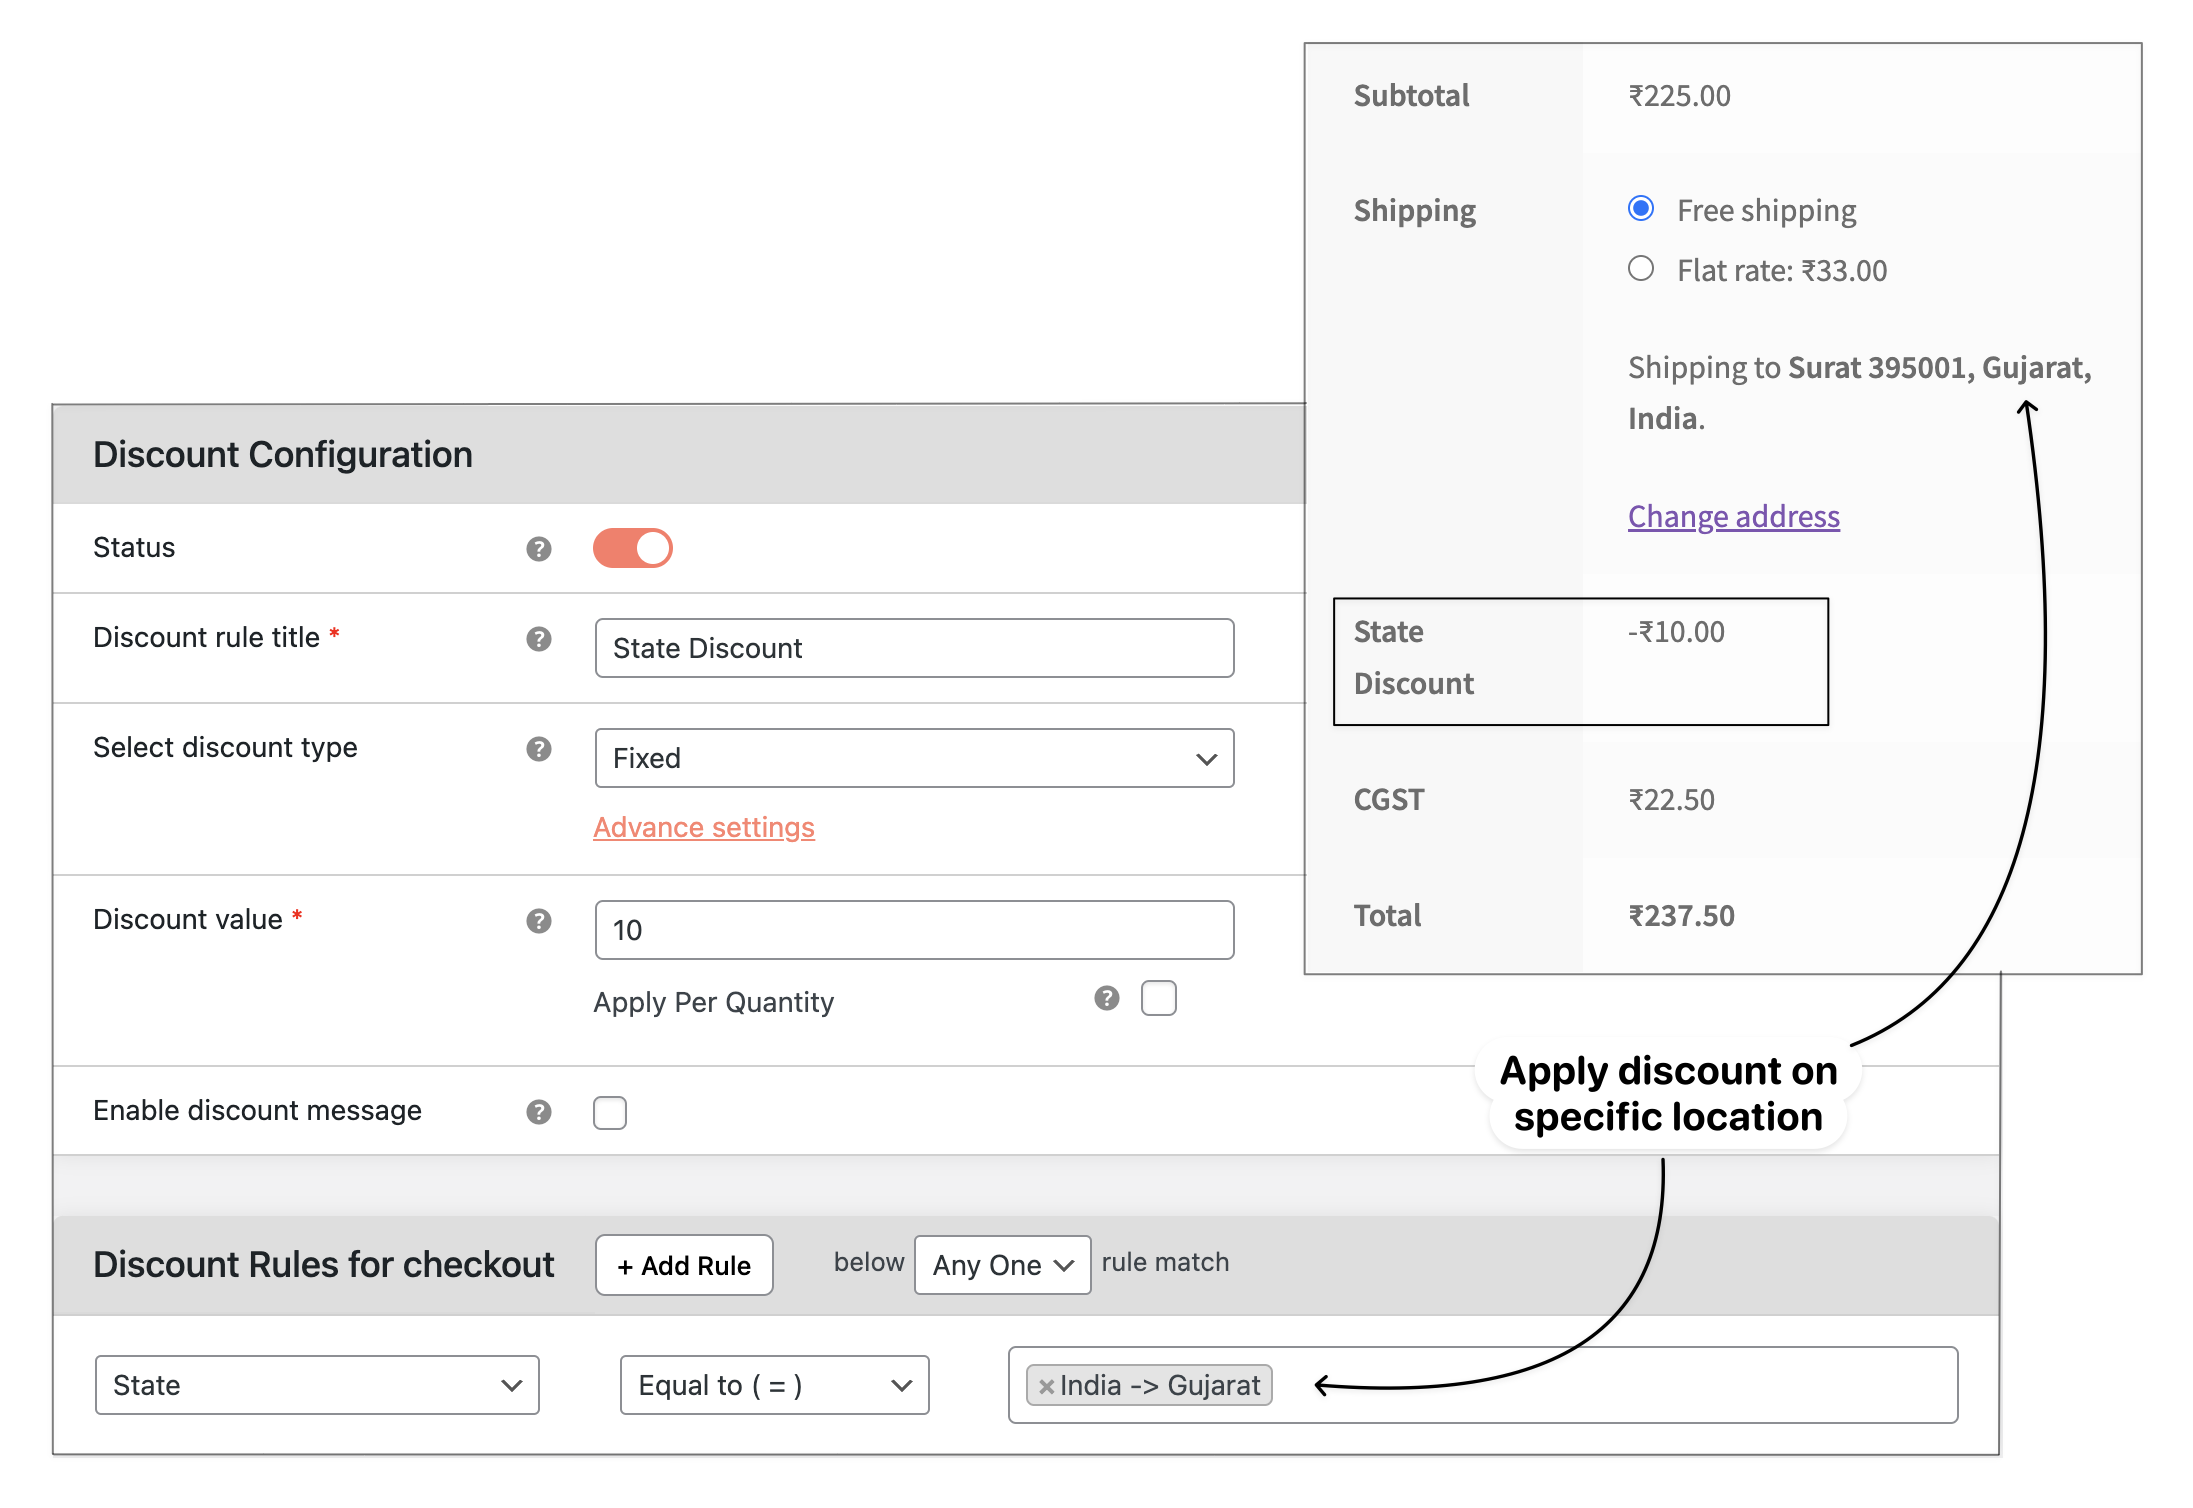 Subtotal ₹225.00
Shipping Free shipping
Flat rate: ₹33.00
Shipping to Surat 395001, Gujarat,
India.
Change address
State -₹10.00
Discount
CGST ₹22.50
Total ₹237.50
Discount Configuration
Status ?
Discount rule title * ? State Discount
Select discount type ? Fixed
Advance settings
Discount value * ? 10
Apply Per Quantity ?
Enable discount message ?
Apply discount on
specific location
Discount Rules for checkout + Add Rule below Any One rule match
State Equal to ( = ) ×India -> Gujarat